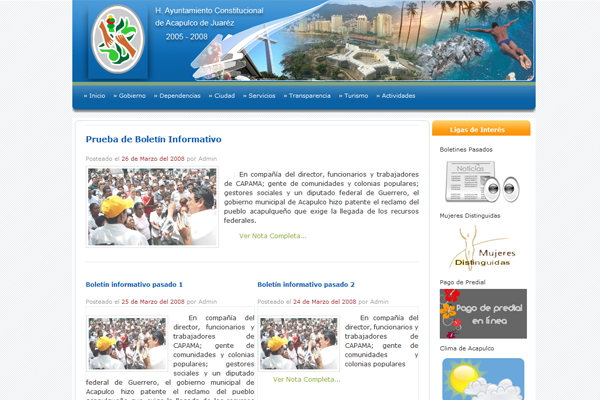 H. Ayuntamiento Constitucional
de Acapulco de Juaréz
2005 - 2008
» Inicio » Gobierno » Dependencias » Ciudad » Servicios » Transparencia » Turismo » Actividades
Prueba de Boletín Informativo
Posteado el 26 de Marzo del 2008 por Admin
En compañía del director, funcionarios y trabajadores
de CAPAMA; gente de comunidades y colonias populares;
gestores sociales y un diputado federal de Guerrero, el
gobierno municipal de Acapulco hizo patente el reclamo del
pueblo acapulqueño que exige la llegada de los recursos
federales.
Ver Nota Completa...
Boletín informativo pasado 1
Posteado el 25 de Marzo del 2008 por Admin
En compañía del
director, funcionarios y
trabajadores de
CAPAMA; gente de
comunidades y colonias
populares; gestores
sociales y un diputado
federal de Guerrero, el gobierno municipal de
Acapulco hizo patente el reclamo del pueblo
acapulqueño que exige la llegada de los recursos
Boletín informativo pasado 2
Posteado el 24 de Marzo del 2008 por Admin
En compañía del
director, funcionarios y
trabajadores de
CAPAMA; gente de
comunidades y colonias
populares
Ver Nota Completa...
Ligas de Interés
Boletines Pasados
Noticias
Mujeres Distinguidas
Mujeres
Distinguidas
Pago de Predial
Pago de predial
en línea
Clima de Acapulco